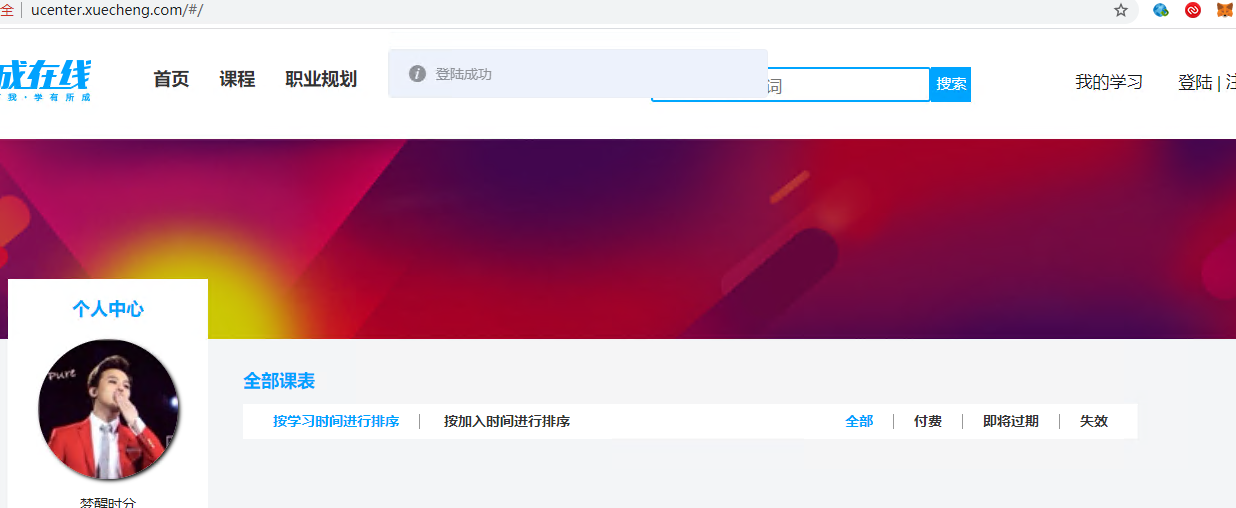 全 | ucenter.xuecheng.com/#/
成在线
我·学有所成
首页 课程 职业规划
登陆成功
词 搜索
我的学习 登陆 | 注
个人中心
pure
梦醒时分
全部课表
按学习时间进行排序 | 按加入时间进行排序 全部 | 付费 | 即将过期 | 失效